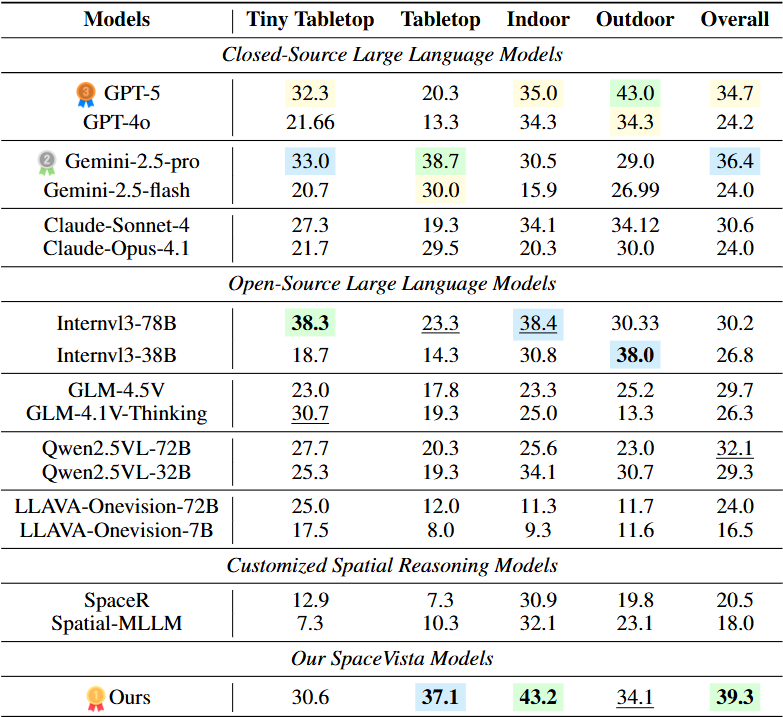 Models Tiny Tabletop Tabletop Indoor Outdoor Overall
Closed-Source Large Language Models
3 GPT-5 32.3 20.3 35.0 43.0 34.7
GPT-4o 21.66 13.3 34.3 34.3 24.2
2 Gemini-2.5-pro 33.0 38.7 30.5 29.0 36.4
Gemini-2.5-flash 20.7 30.0 15.9 26.99 24.0
Claude-Sonnet-4 27.3 19.3 34.1 34.12 30.6
Claude-Opus-4.1 21.7 29.5 20.3 30.0 24.0
Open-Source Large Language Models
Internvl3-78B 38.3 23.3 38.4 30.33 30.2
Internvl3-38B 18.7 14.3 30.8 38.0 26.8
GLM-4.5V 23.0 17.8 23.3 25.2 29.7
GLM-4.1V-Thinking 30.7 19.3 25.0 13.3 26.3
Qwen2.5VL-72B 27.7 20.3 25.6 23.0 32.1
Qwen2.5VL-32B 25.3 19.3 34.1 30.7 29.3
LLAVA-Onevision-72B 25.0 12.0 11.3 11.7 24.0
LLAVA-Onevision-7B 17.5 8.0 9.3 11.6 16.5
Customized Spatial Reasoning Models
SpaceR 12.9 7.3 30.9 19.8 20.5
Spatial-MLLM 7.3 10.3 32.1 23.1 18.0
Our SpaceVista Models
1 Ours 30.6 37.1 43.2 34.1 39.3